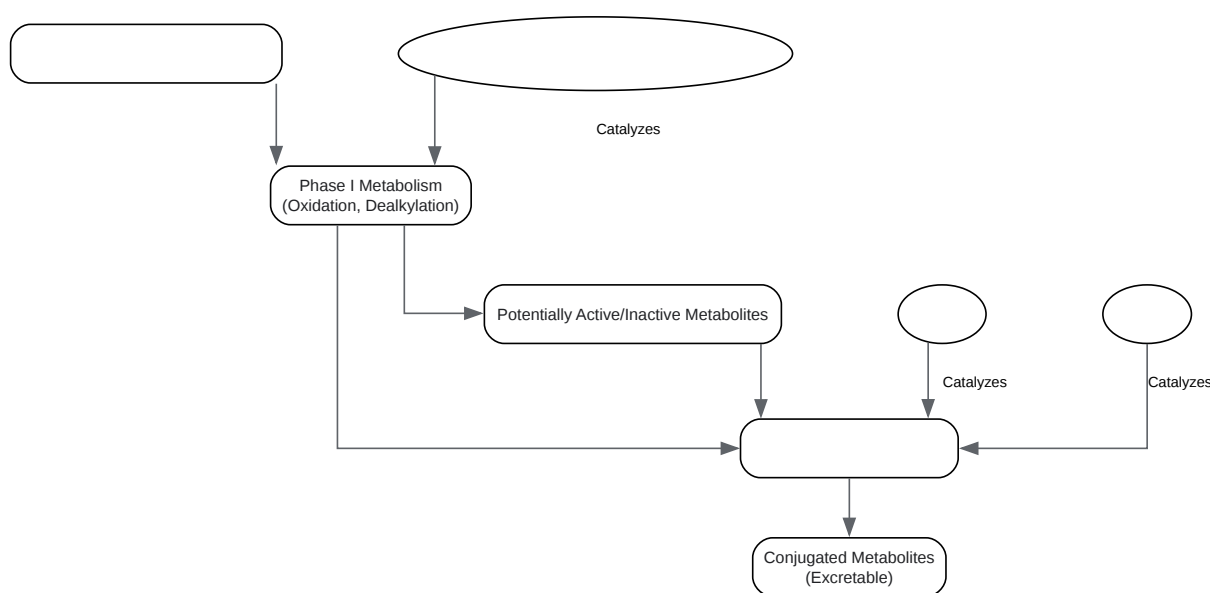 Catalyzes
Phase I Metabolism
(Oxidation, Dealkylation)
Potentially Active/Inactive Metabolites
Catalyzes
Catalyzes
Conjugated Metabolites
(Excretable)